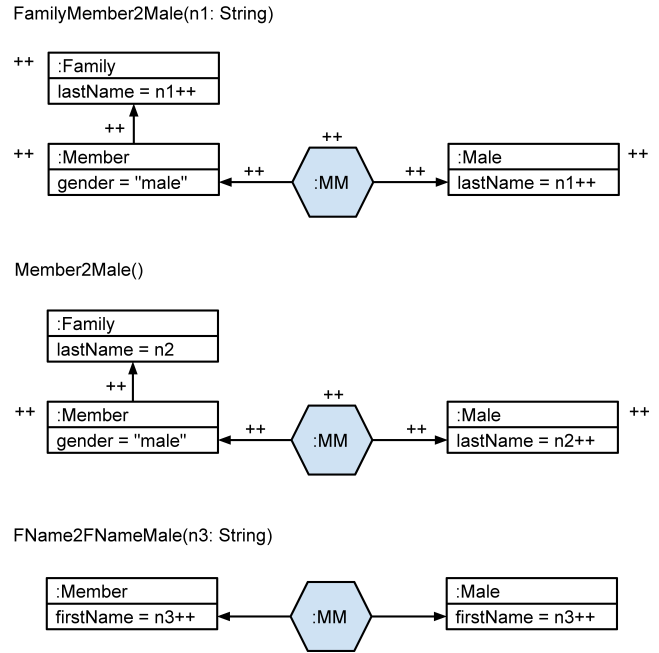 FamilyMember2Male(n1: String)
++
:Family
lastName = n1++
++
++
:Member
gender = "male"
++
++
:MM
++
:Male
lastName = n1++
++
Member2Male()
:Family
lastName = n2
++
++
:Member
gender = "male"
++
++
:MM
++
:Male
lastName = n2++
++
FName2FNameMale(n3: String)
:Member
firstName = n3++
:MM
:Male
firstName = n3++